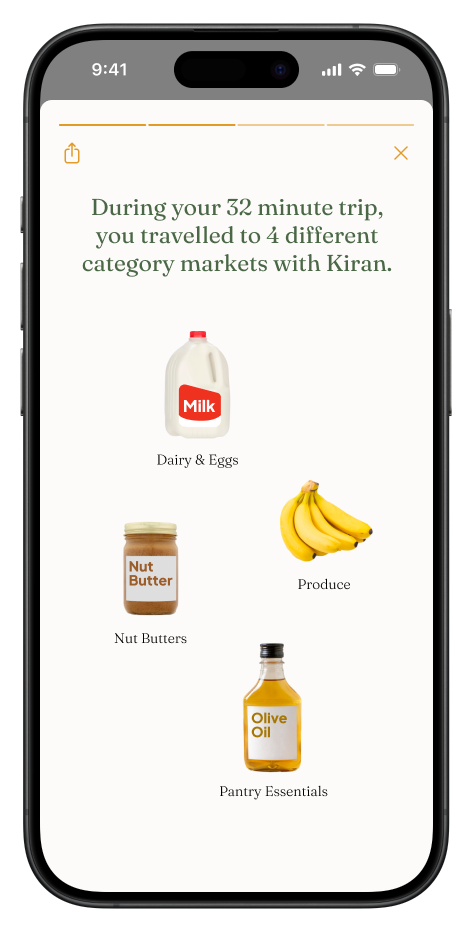 9:41
During your 32 minute trip,
you travelled to 4 different
category markets with Kiran.
Milk
Dairy & Eggs
Produce
Nut
Butter
Nut Butters
Olive
Oil
Pantry Essentials